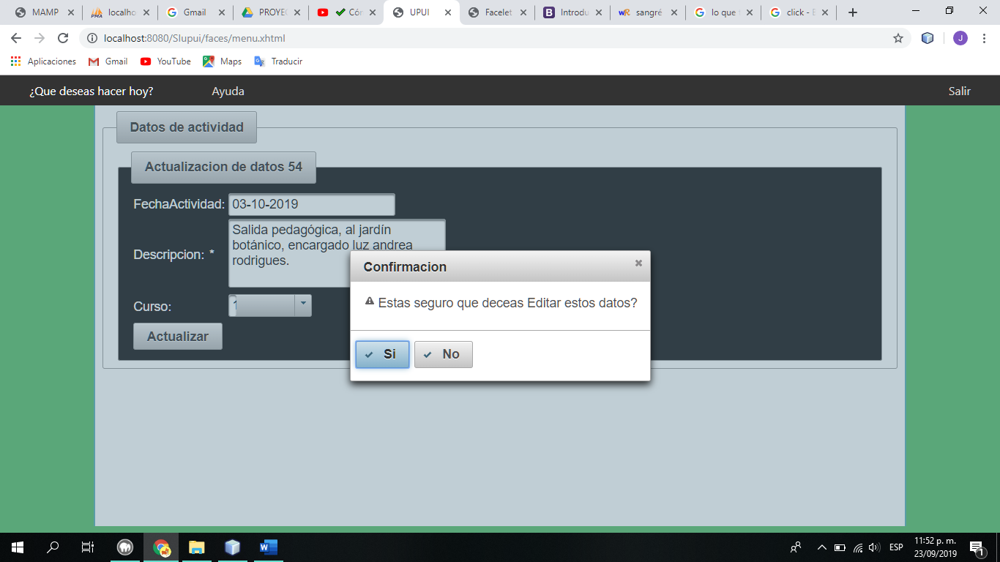 MAMP
localho
Gmail
PROYE
Cór
UPUI
Facelet
Introdu
sangré
lo que
click - E
localhost:8080/SIupui/faces/menu.xhtml
J
Aplicaciones
Gmail
YouTube
Maps
Traducir
¿Que deseas hacer hoy?
Ayuda
Salir
Datos de actividad
Actualizacion de datos 54
FechaActividad:
03-10-2019
Descripcion: *
Salida pedagógica, al jardín
botánico, encargado luz andrea
rodrigues.
Curso:
1
Actualizar
Confirmacion
Estas seguro que deceas Editar estos datos?
Si
No
ESP
11:52 p. m.
23/09/2019
1